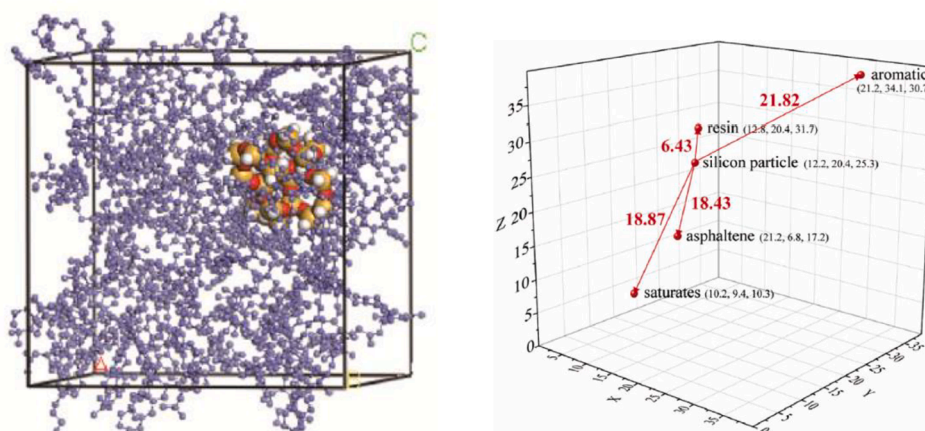 C
A
35
30
25
20
15
10
5
0
Z
5
10
15
20
25
30
35
X
0
5
10
15
20
25
30
35
Y
aromatic
(21.2, 34.1, 30.7
21.82
resin (12.8, 20.4, 31.7)
6.43
silicon particle (12.2, 20.4, 25.3)
18.87
18.43
asphaltene (21.2, 6.8, 17.2)
saturates (10.2, 9.4, 10.3)